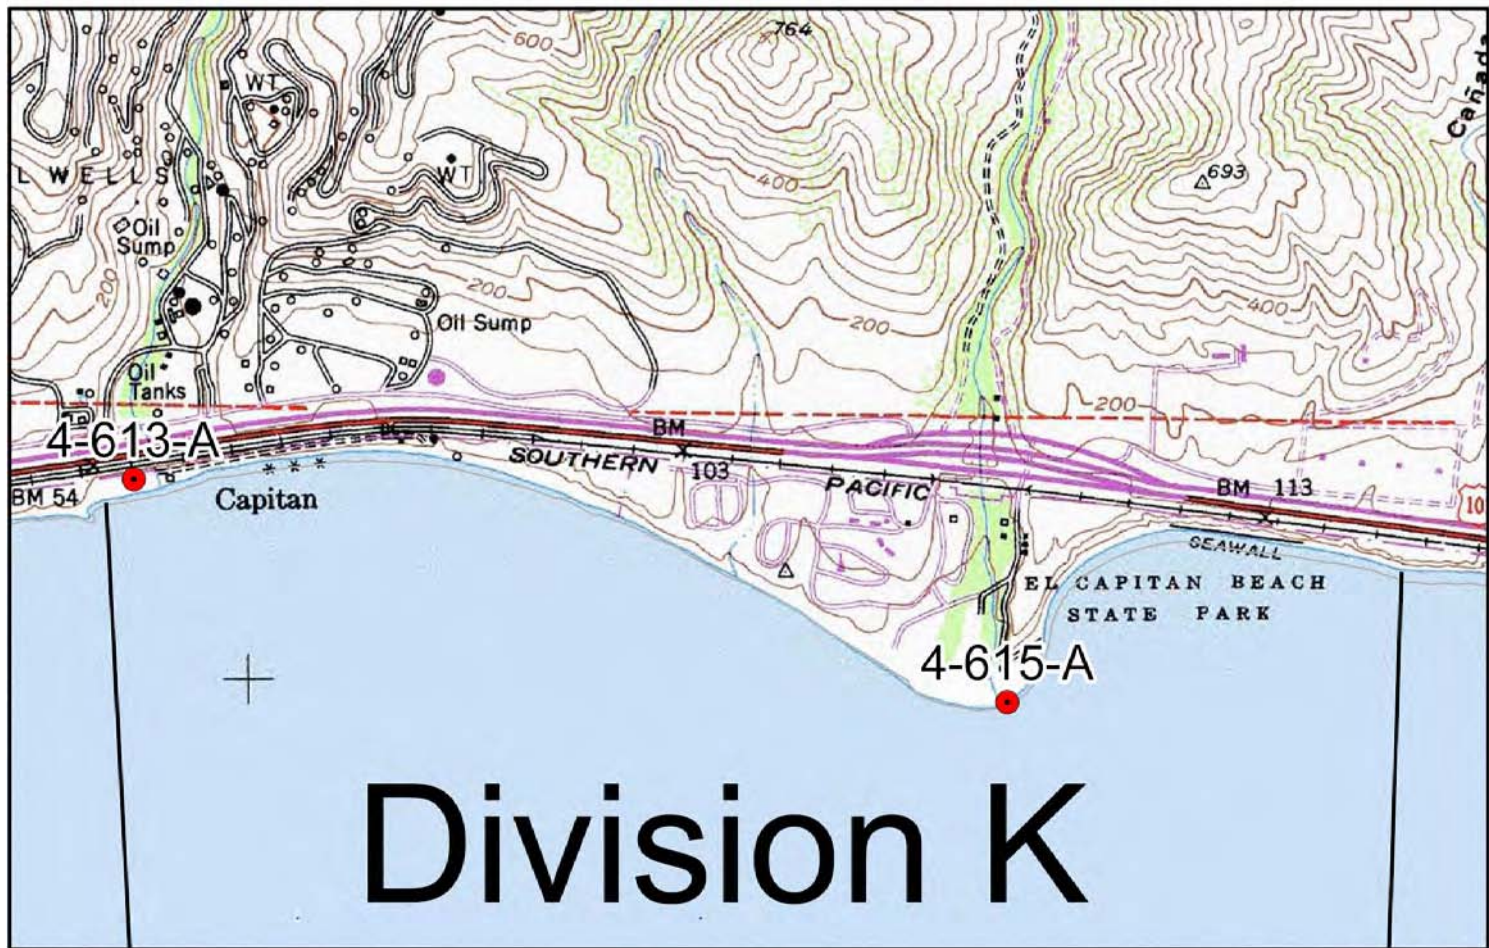 764
600
WT
Cañada
WT
L WELLS
400
693
Oil
Sump
200
200
400
Oil Sump
200
Oil
Tanks
200
4-613-A
BM
SOUTHERN
103
PACIFIC
BM 113
BM 54
Capitan
10
SEAWALL
EL CAPITAN BEACH
STATE PARK
4-615-A
Division K